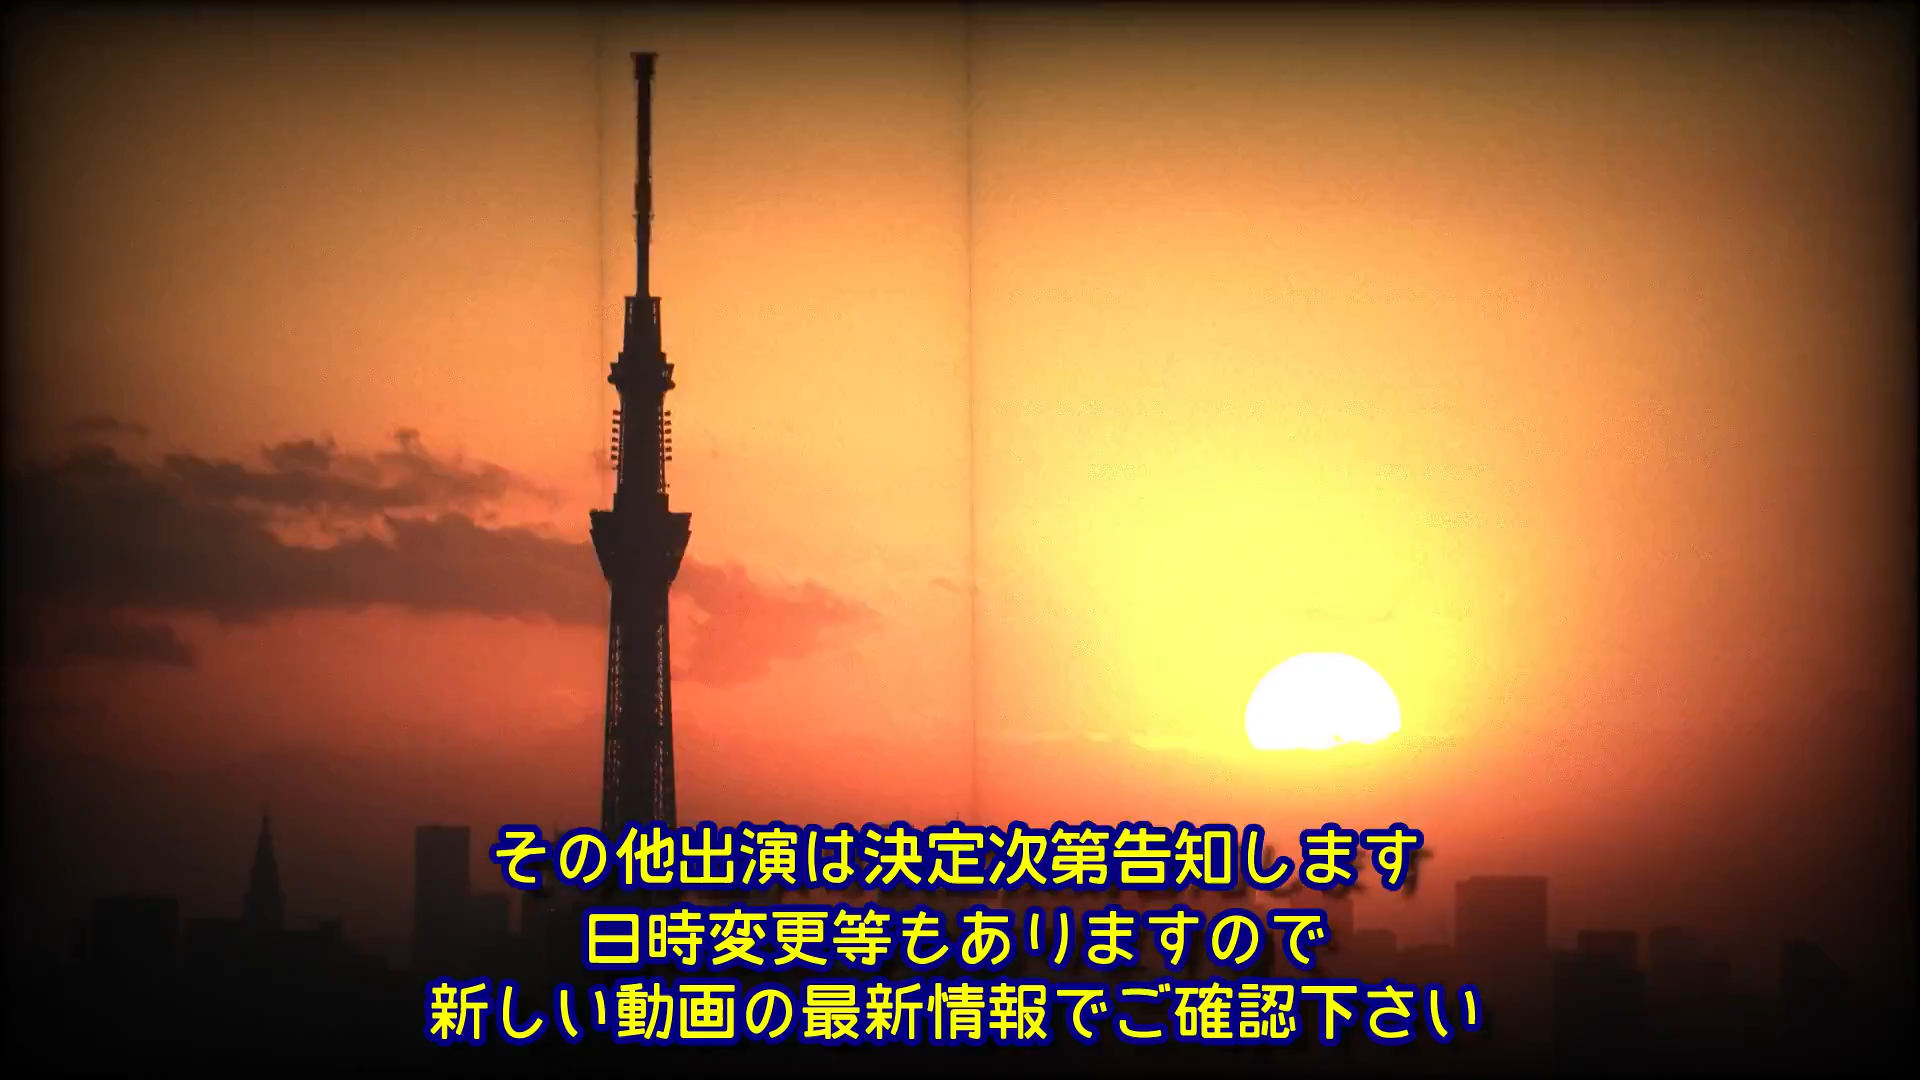 その他出演は決定次第告知します
日時変更等もありますので
新しい動画の最新情報でご確認下さい